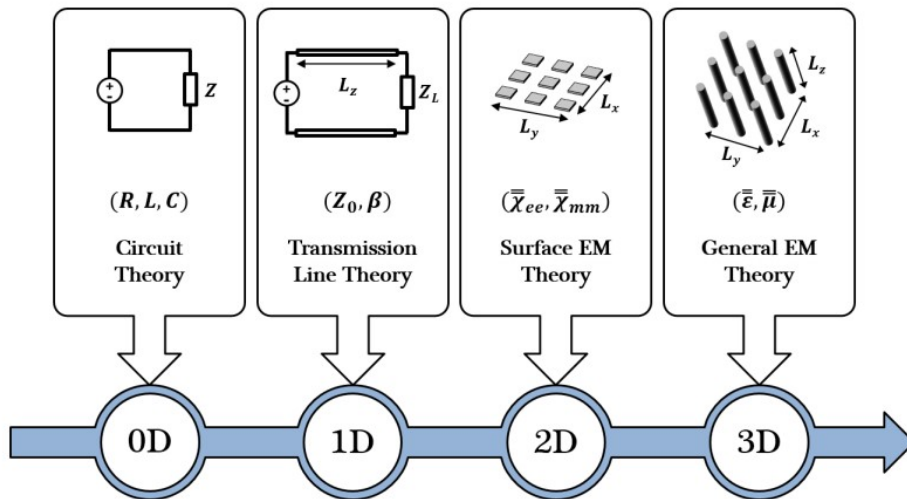 Z
(R, L, C)
Circuit
Theory
L_z
Z_L
(Z_0, β)
Transmission
Line Theory
L_x
L_y
(χ̿_ee, χ̿_mm)
Surface EM
Theory
L_z
L_x
L_y
(ε̿, μ̿)
General EM
Theory
0D
1D
2D
3D